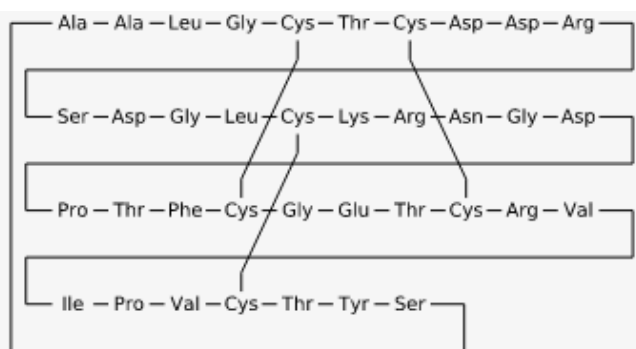 Ala – Ala – Leu – Gly – Cys – Thr – Cys – Asp – Asp – Arg
Ser – Asp – Gly – Leu – Cys – Lys – Arg – Asn – Gly – Asp
Pro – Thr – Phe – Cys – Gly – Glu – Thr – Cys – Arg – Val
Ile – Pro – Val – Cys – Thr – Tyr – Ser